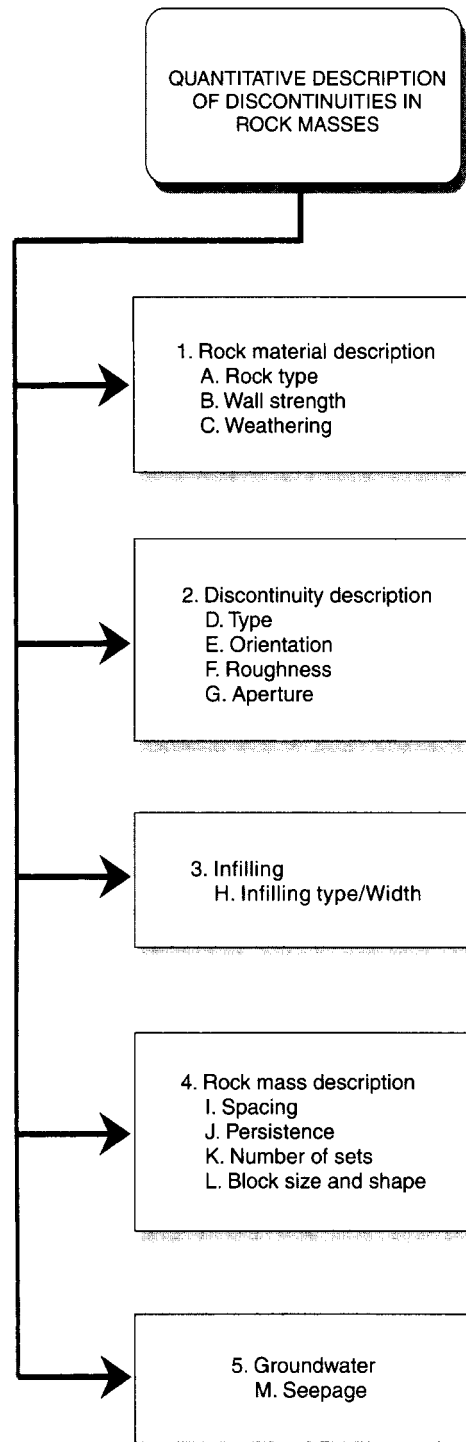 QUANTITATIVE DESCRIPTION
OF DISCONTINUITIES IN
ROCK MASSES
1. Rock material description
A. Rock type
B. Wall strength
C. Weathering
2. Discontinuity description
D. Type
E. Orientation
F. Roughness
G. Aperture
3. Infilling
H. Infilling type/Width
4. Rock mass description
I. Spacing
J. Persistence
K. Number of sets
L. Block size and shape
5. Groundwater
M. Seepage